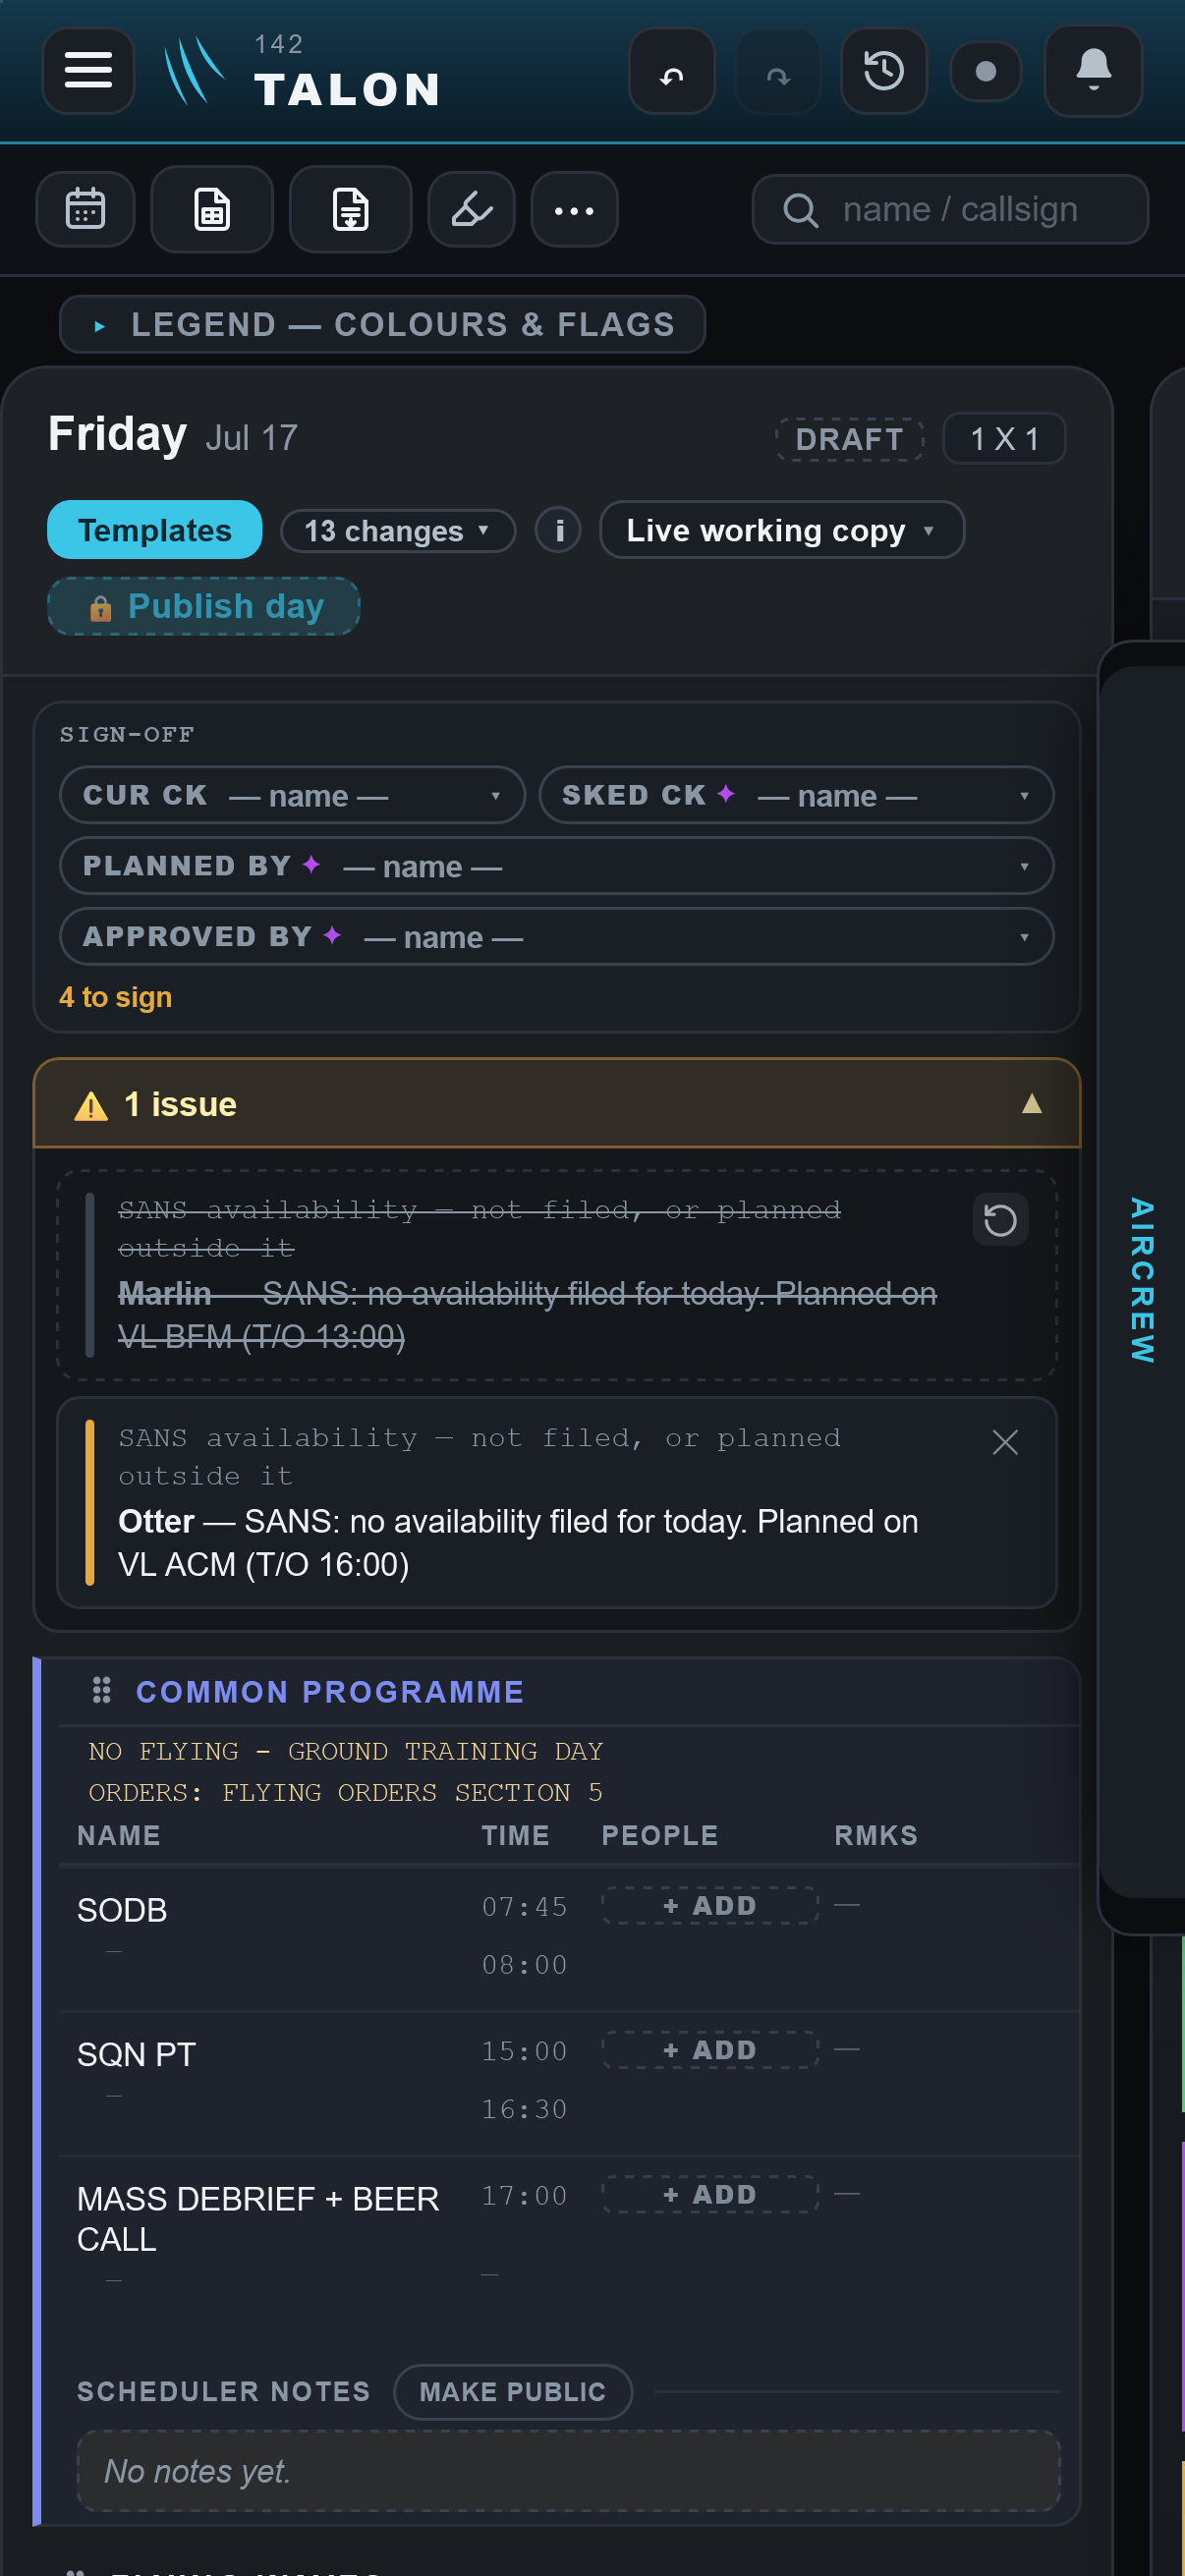 142
TALON
name / callsign
LEGEND — COLOURS & FLAGS
Friday Jul 17 DRAFT 1 X 1
Templates 13 changes i Live working copy
Publish day
SIGN-OFF
CUR CK — name — SKED CK — name —
PLANNED BY — name —
APPROVED BY — name —
4 to sign
1 issue
SANS availability — not filed, or planned
outside it
Marlin — SANS: no availability filed for today. Planned on
VL BFM (T/O 13:00)
SANS availability — not filed, or planned
outside it
Otter — SANS: no availability filed for today. Planned on
VL ACM (T/O 16:00)
AIRCREW
COMMON PROGRAMME
NO FLYING - GROUND TRAINING DAY
ORDERS: FLYING ORDERS SECTION 5
NAME TIME PEOPLE RMKS
SODB 07:45 + ADD —
— 08:00
SQN PT 15:00 + ADD —
— 16:30
MASS DEBRIEF + BEER 17:00 + ADD —
CALL
— —
SCHEDULER NOTES MAKE PUBLIC
No notes yet.